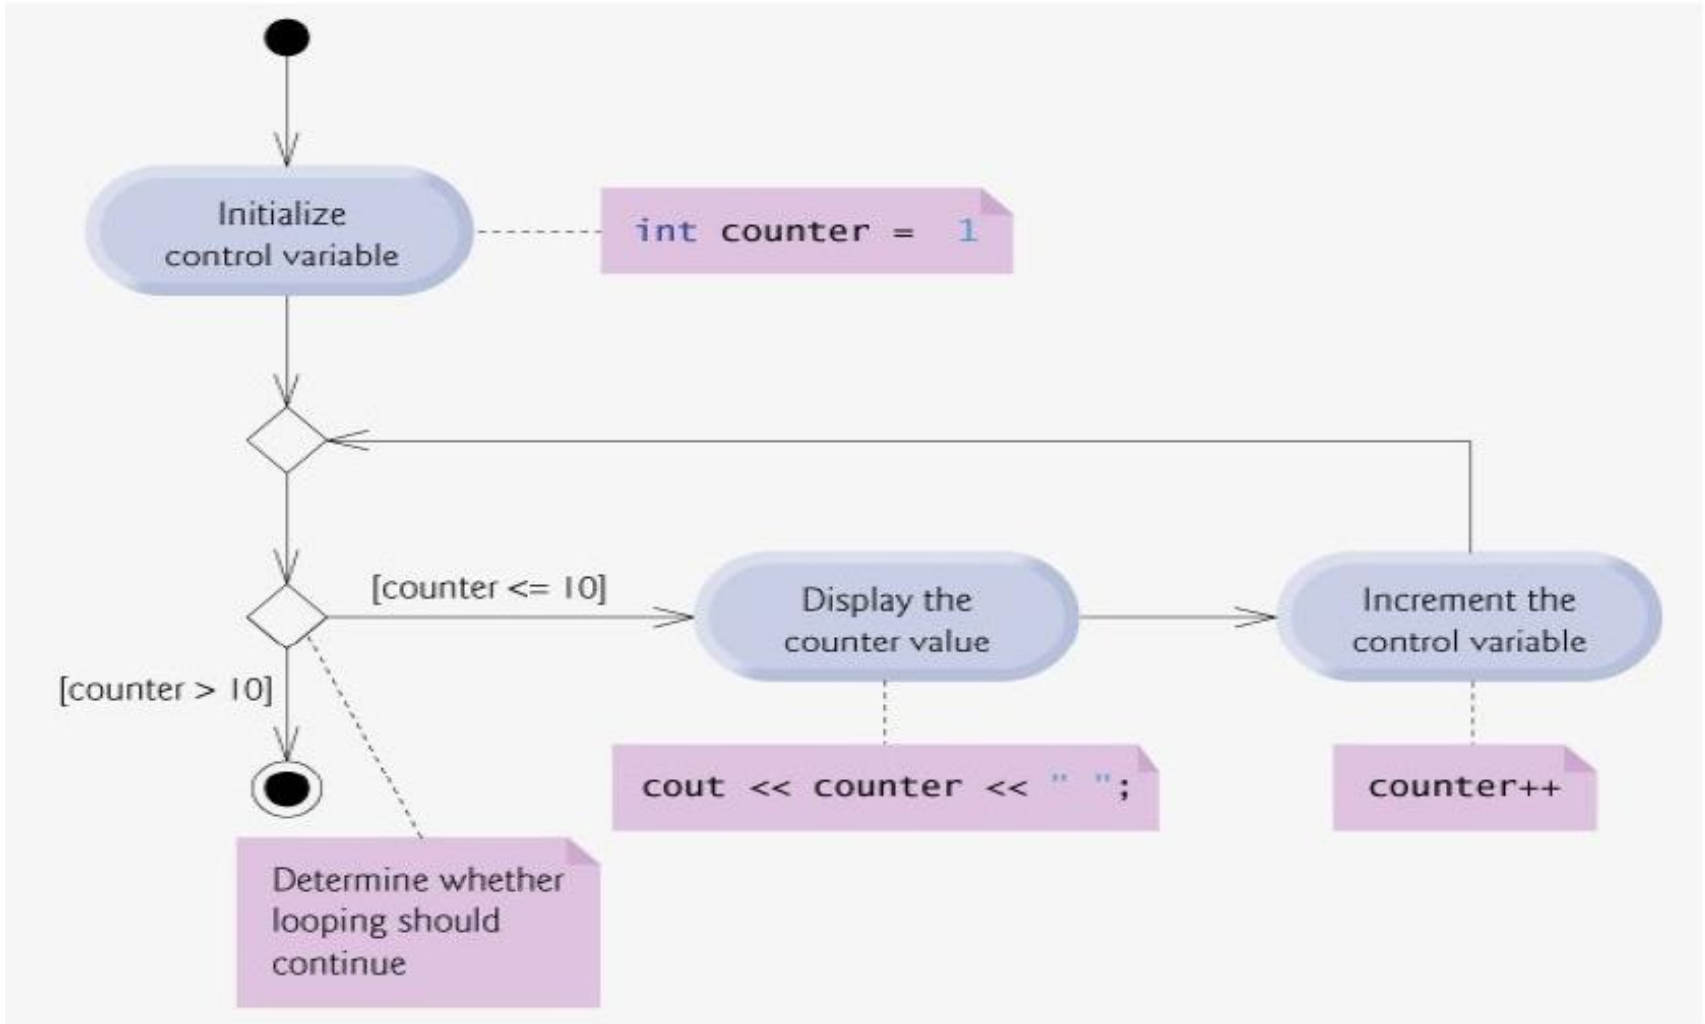 Initialize
control variable
int counter = 1
[counter <= 10]
Display the
counter value
Increment the
control variable
[counter > 10]
cout << counter << " ";
counter++
Determine whether
looping should
continue